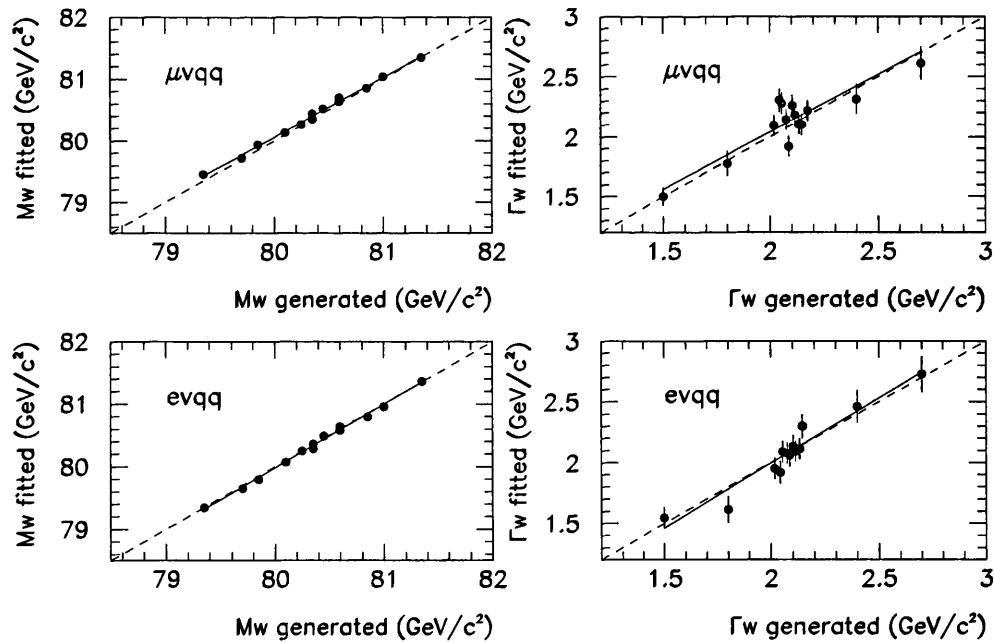 Mw fitted (GeV/c²)
82
81
80
79
μνqq
79 80 81 82
Mw generated (GeV/c²)
Γw fitted (GeV/c²)
3
2.5
2
1.5
μνqq
1.5 2 2.5 3
Γw generated (GeV/c²)
Mw fitted (GeV/c²)
82
81
80
79
eνqq
79 80 81 82
Mw generated (GeV/c²)
Γw fitted (GeV/c²)
3
2.5
2
1.5
eνqq
1.5 2 2.5 3
Γw generated (GeV/c²)